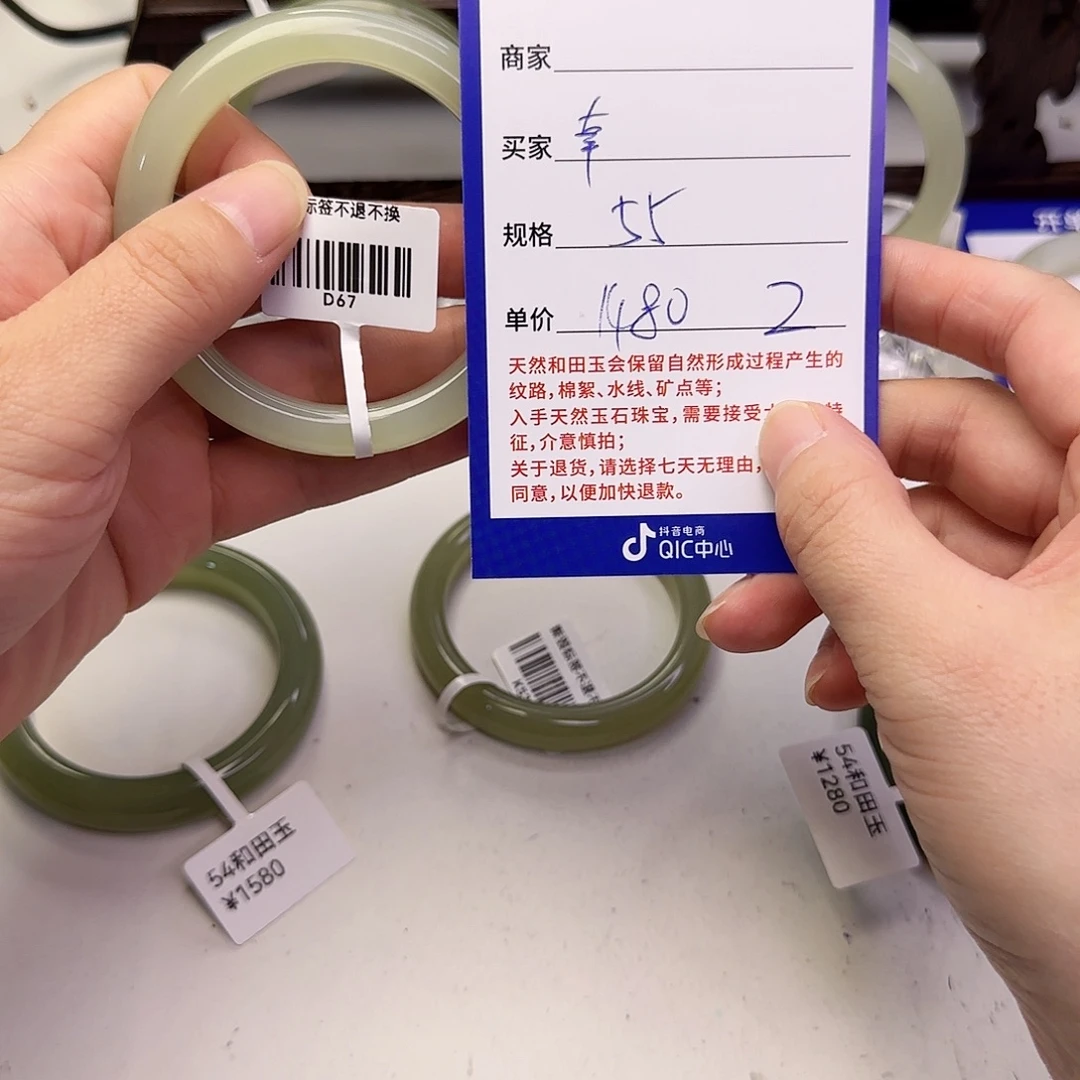 商家
买家 幸
规格 55
单价 1480 2
天然和田玉会保留自然形成过程产生的
纹路,棉絮、水线、矿点等;
入手天然玉石珠宝,需要接受
征,介意慎拍;
关于退货,请选择七天无理由,
同意,以便加快退款。
抖音电商
QIC中心
标签不退不换
D67
54和田玉
¥1580
54和田玉
¥1280